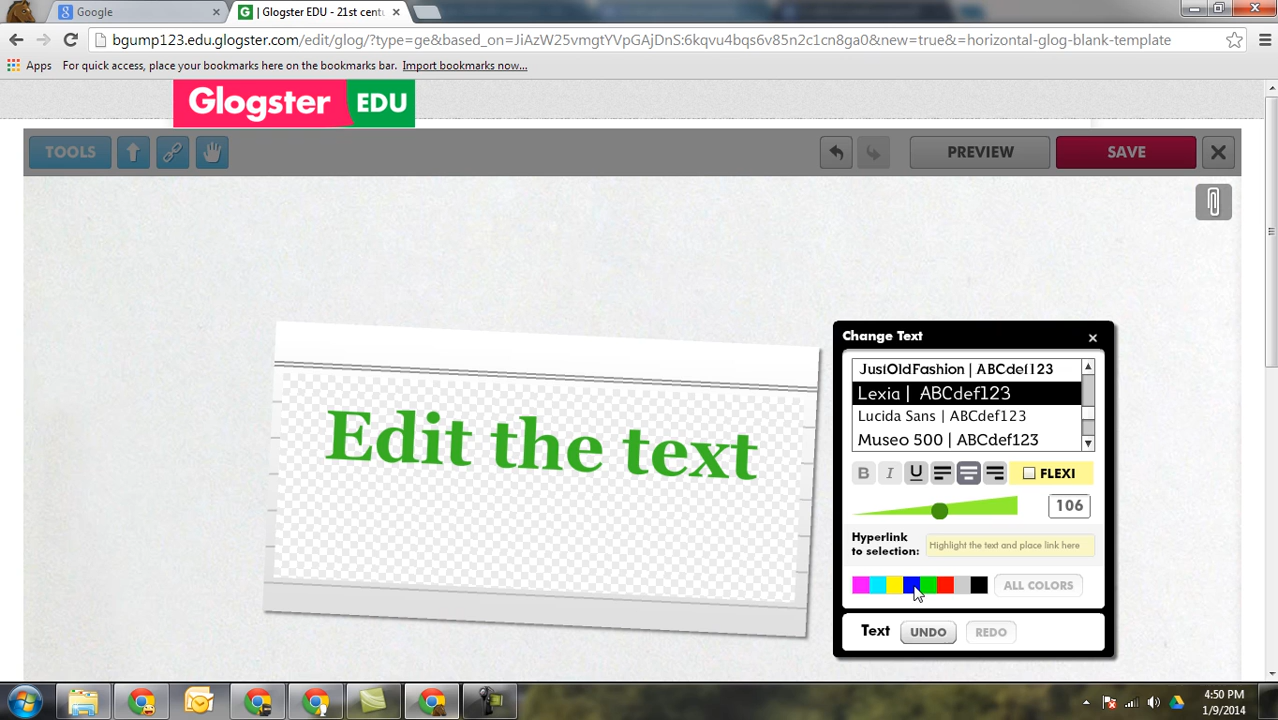 Google
G | Glogster EDU - 21st centu
bgump123.edu.glogster.com/edit/glog/?type=ge&based_on=JiAzW25vmgtYVpGAjDnS:6kqvu4bqs6v85n2c1cn8ga0&new=true&=horizontal-glog-blank-template
Apps For quick access, place your bookmarks here on the bookmarks bar. Import bookmarks now...
Glogster EDU
TOOLS PREVIEW SAVE
Edit the text
Change Text
JustOldFashion | ABCdef123
Lexia | ABCdef123
Lucida Sans | ABCdef123
Museo 500 | ABCdef123
B I U FLEXI
106
Hyperlink
to selection: Highlight the text and place link here
ALL COLORS
Text UNDO REDO
4:50 PM
1/9/2014